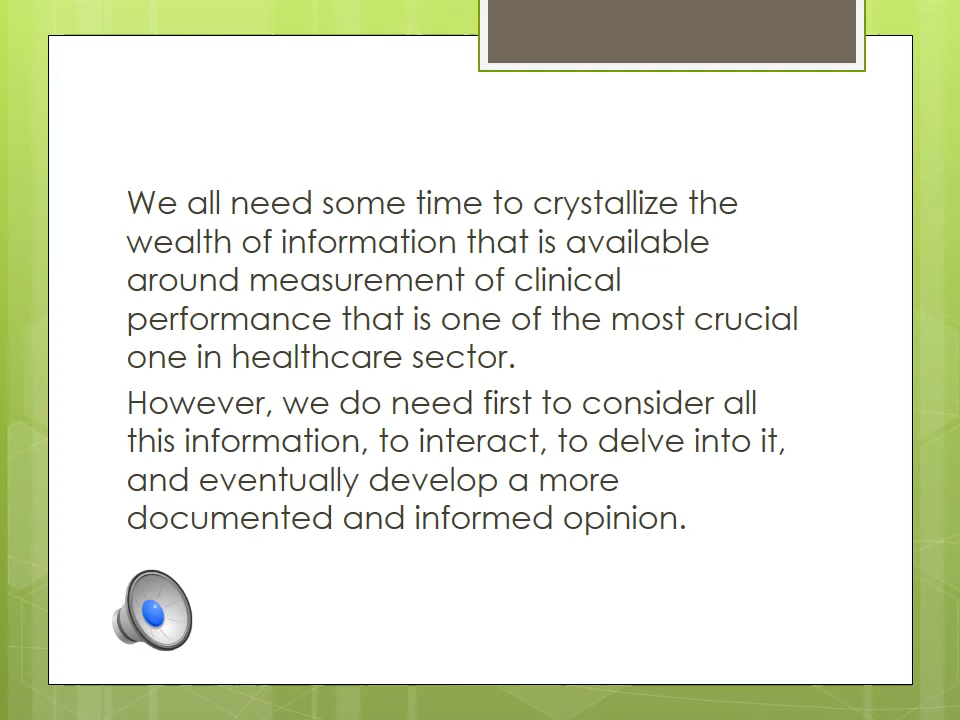 We all need some time to crystallize the
wealth of information that is available
around measurement of clinical
performance that is one of the most crucial
one in healthcare sector.
However, we do need first to consider all
this information, to interact, to delve into it,
and eventually develop a more
documented and informed opinion.